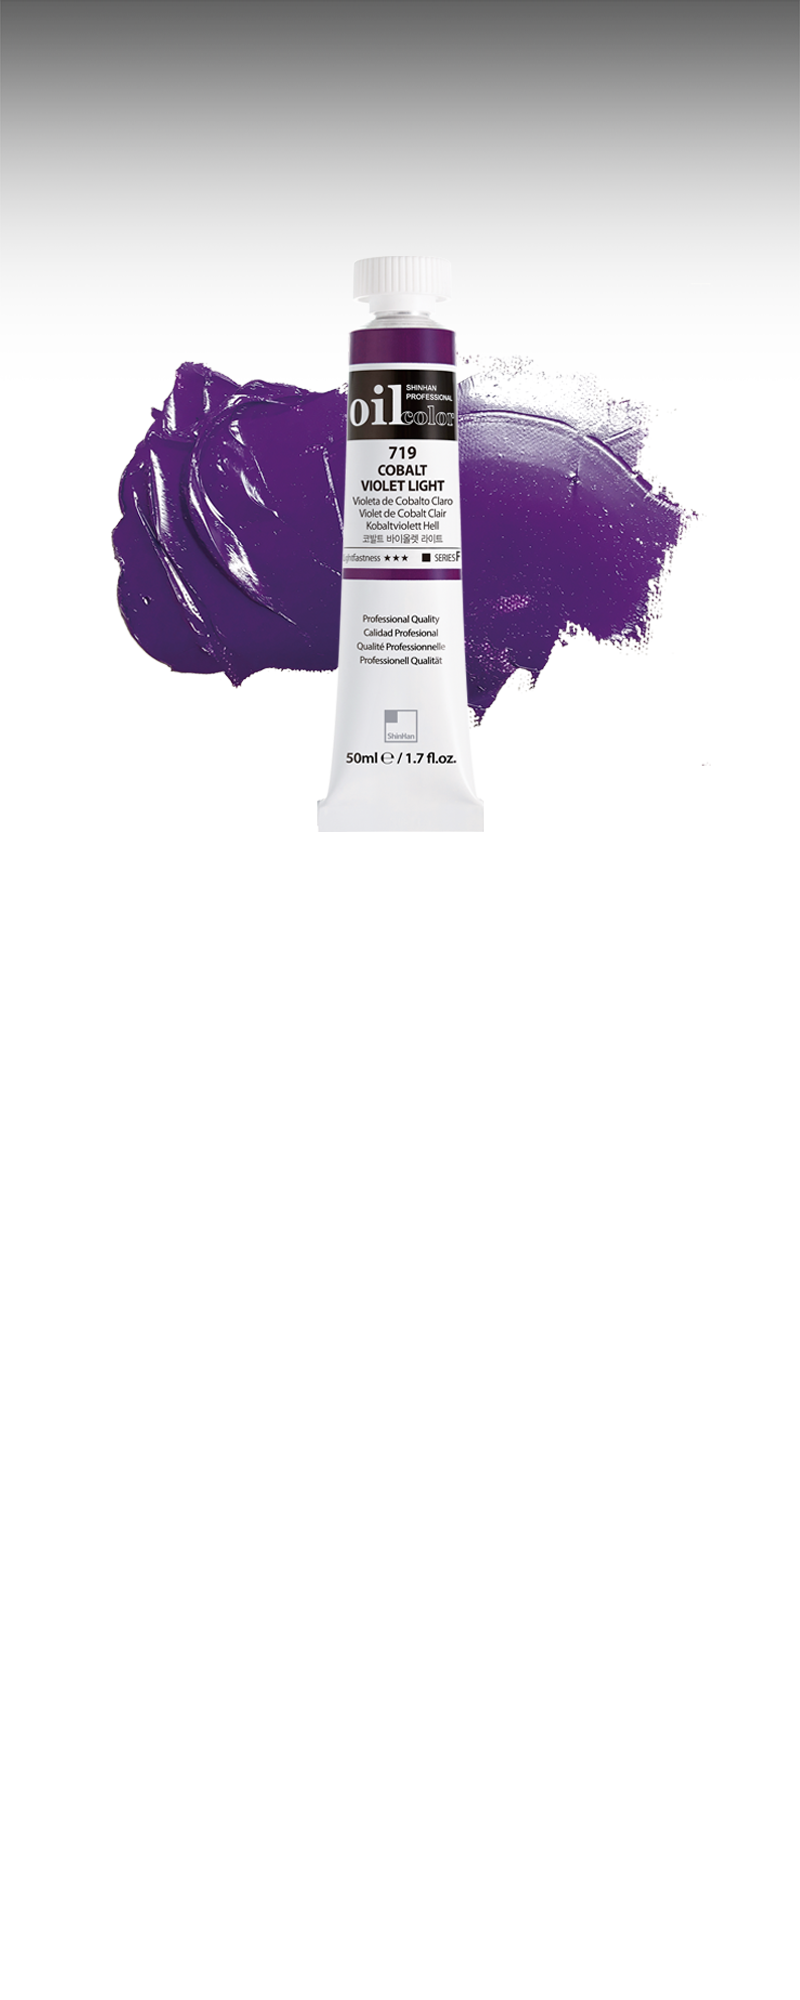 SHINHAN
PROFESSIONAL
oil color
719
COBALT
VIOLET LIGHT
Violeta de Cobalto Claro
Violet de Cobalt Clair
Kobaltviolett Hell
코발트 바이올렛 라이트
Lightfastness ★★★ ■ SERIES F
Professional Quality
Calidad Profesional
Qualité Professionnelle
Professionell Qualität
ShinHan
50ml ℮ / 1.7 fl.oz.